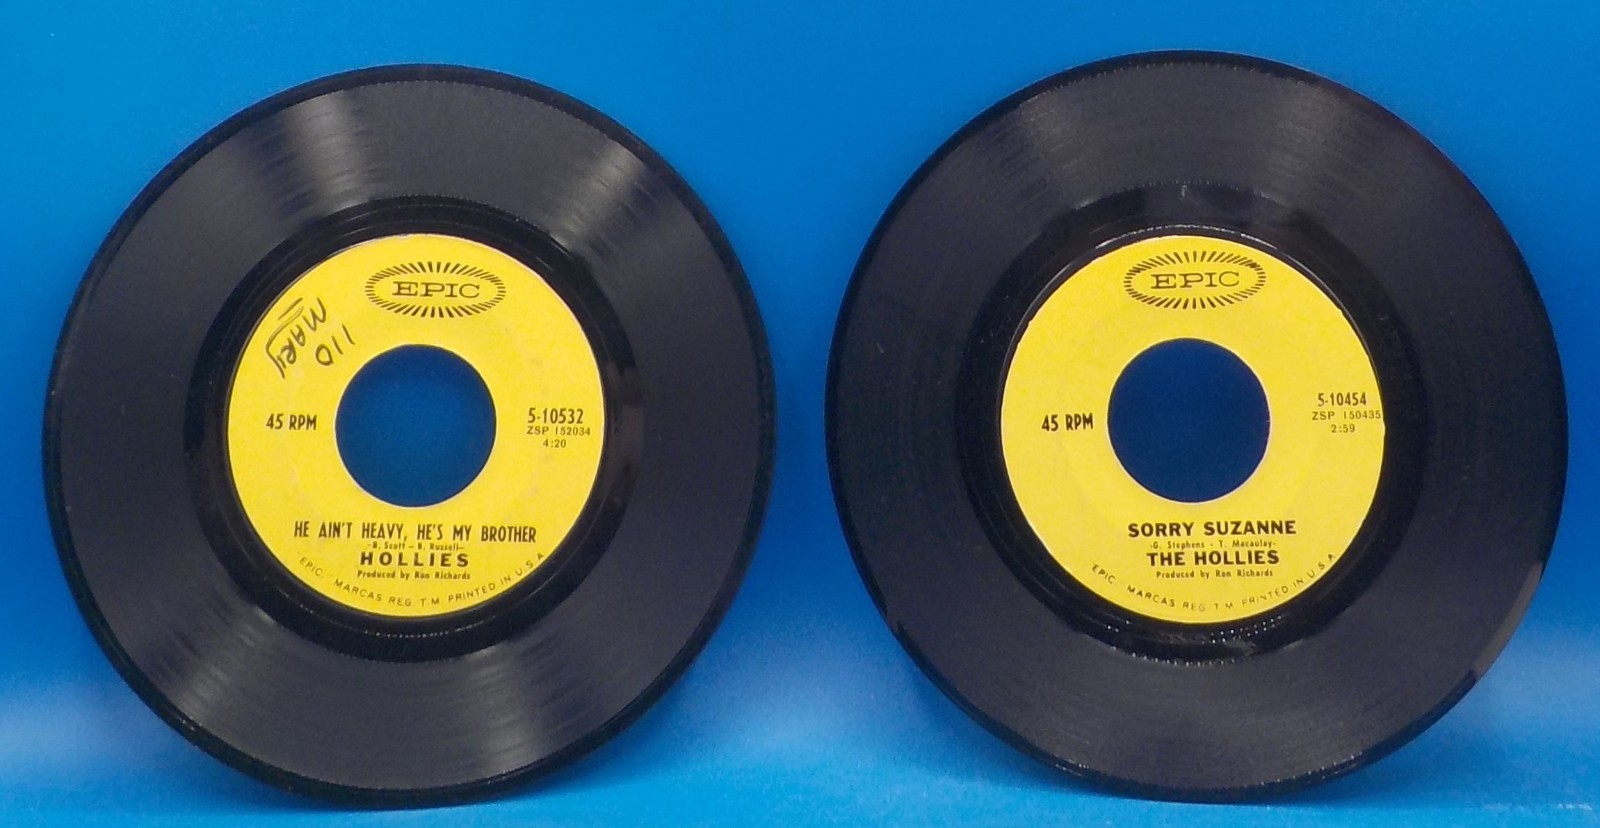 EPIC
MARY
110
45 RPM
5-10532
ZSP 152034
4:20
HE AIN'T HEAVY, HE'S MY BROTHER
-B. Scott - B. Russell-
HOLLIES
Produced by Ron Richards
EPIC. MARCAS REG. T.M. PRINTED IN U.S.A.
EPIC
45 RPM
5-10454
ZSP 150435
2:59
SORRY SUZANNE
-G. Stephens - T. Macaulay-
THE HOLLIES
Produced by Ron Richards
EPIC. MARCAS REG. T.M. PRINTED IN U.S.A.